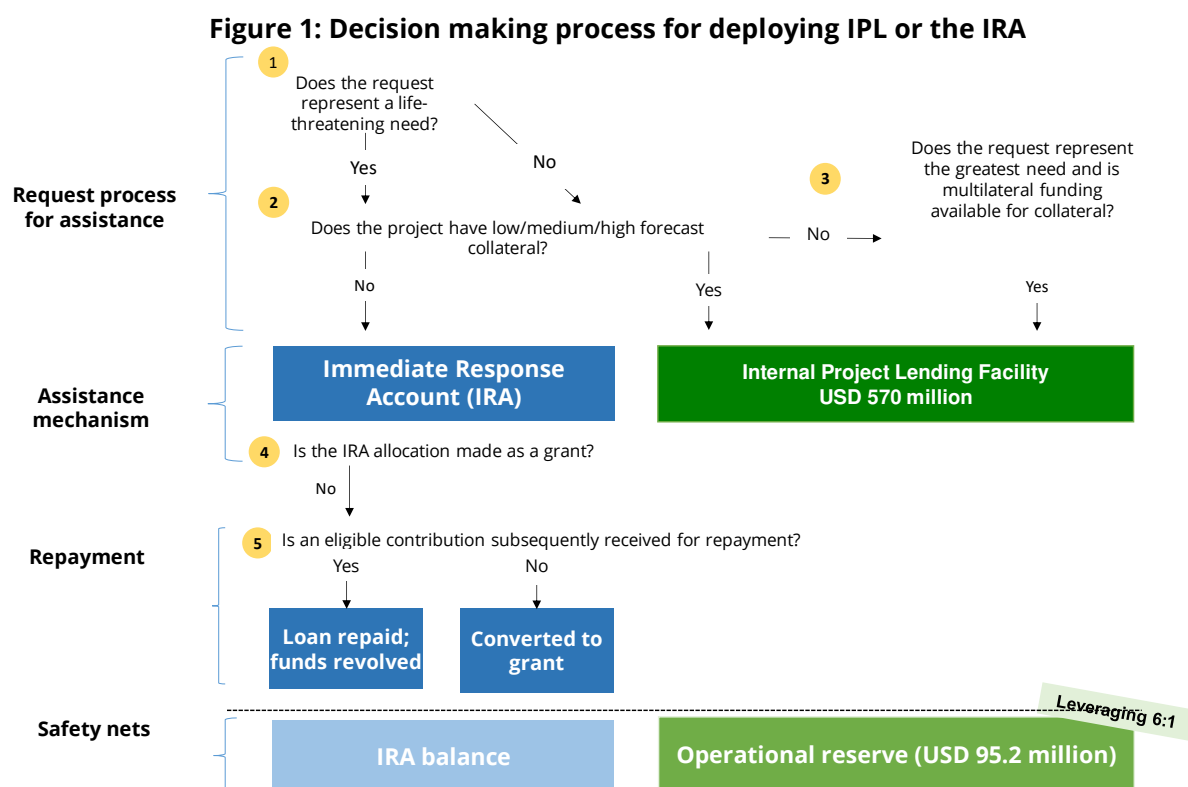 Figure 1: Decision making process for deploying IPL or the IRA
1
Does the request
represent a life-
threatening need?
Yes
No
Request process
for assistance
2
Does the project have low/medium/high forecast
collateral?
No
Yes
No
3
Does the request represent
the greatest need and is
multilateral funding
available for collateral?
Yes
Assistance
mechanism
Immediate Response
Account (IRA)
Internal Project Lending Facility
USD 570 million
4
Is the IRA allocation made as a grant?
No
Repayment
5
Is an eligible contribution subsequently received for repayment?
Yes
No
Loan repaid;
funds revolved
Converted to
grant
Leveraging 6:1
Safety nets
IRA balance
Operational reserve (USD 95.2 million)